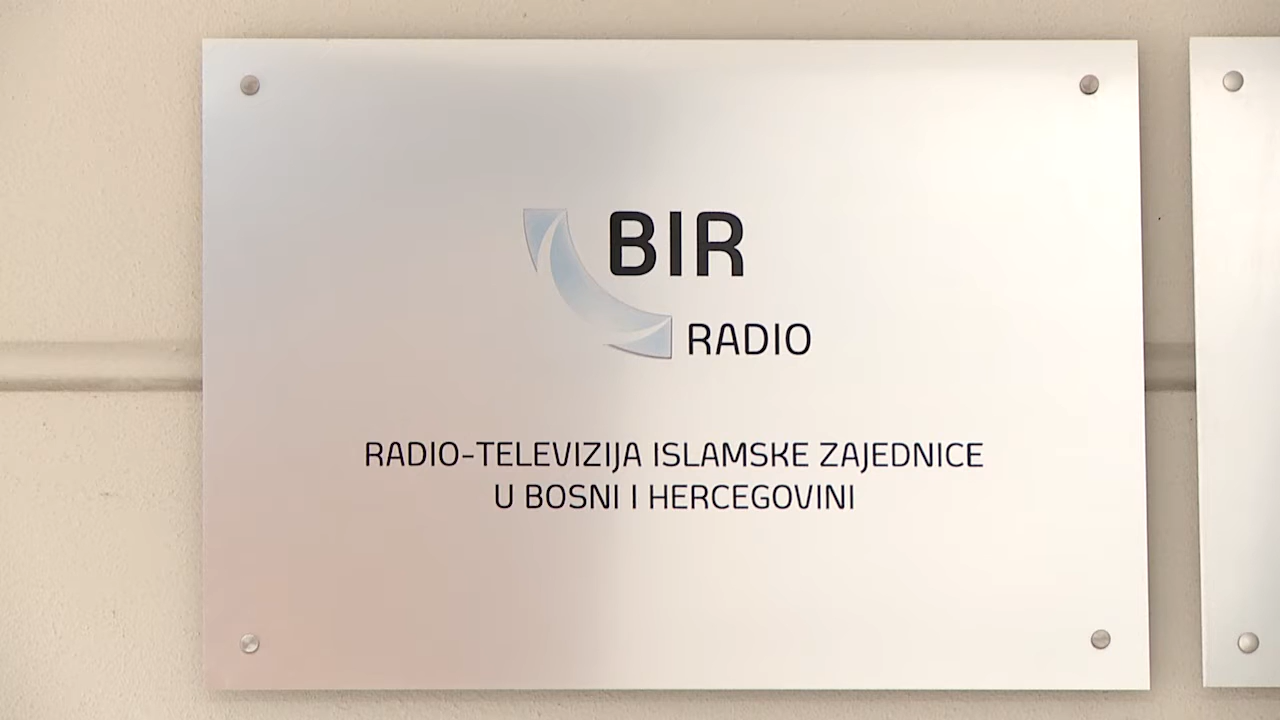 BIR
RADIO
RADIO-TELEVIZIJA ISLAMSKE ZAJEDNICE
U BOSNI I HERCEGOVINI